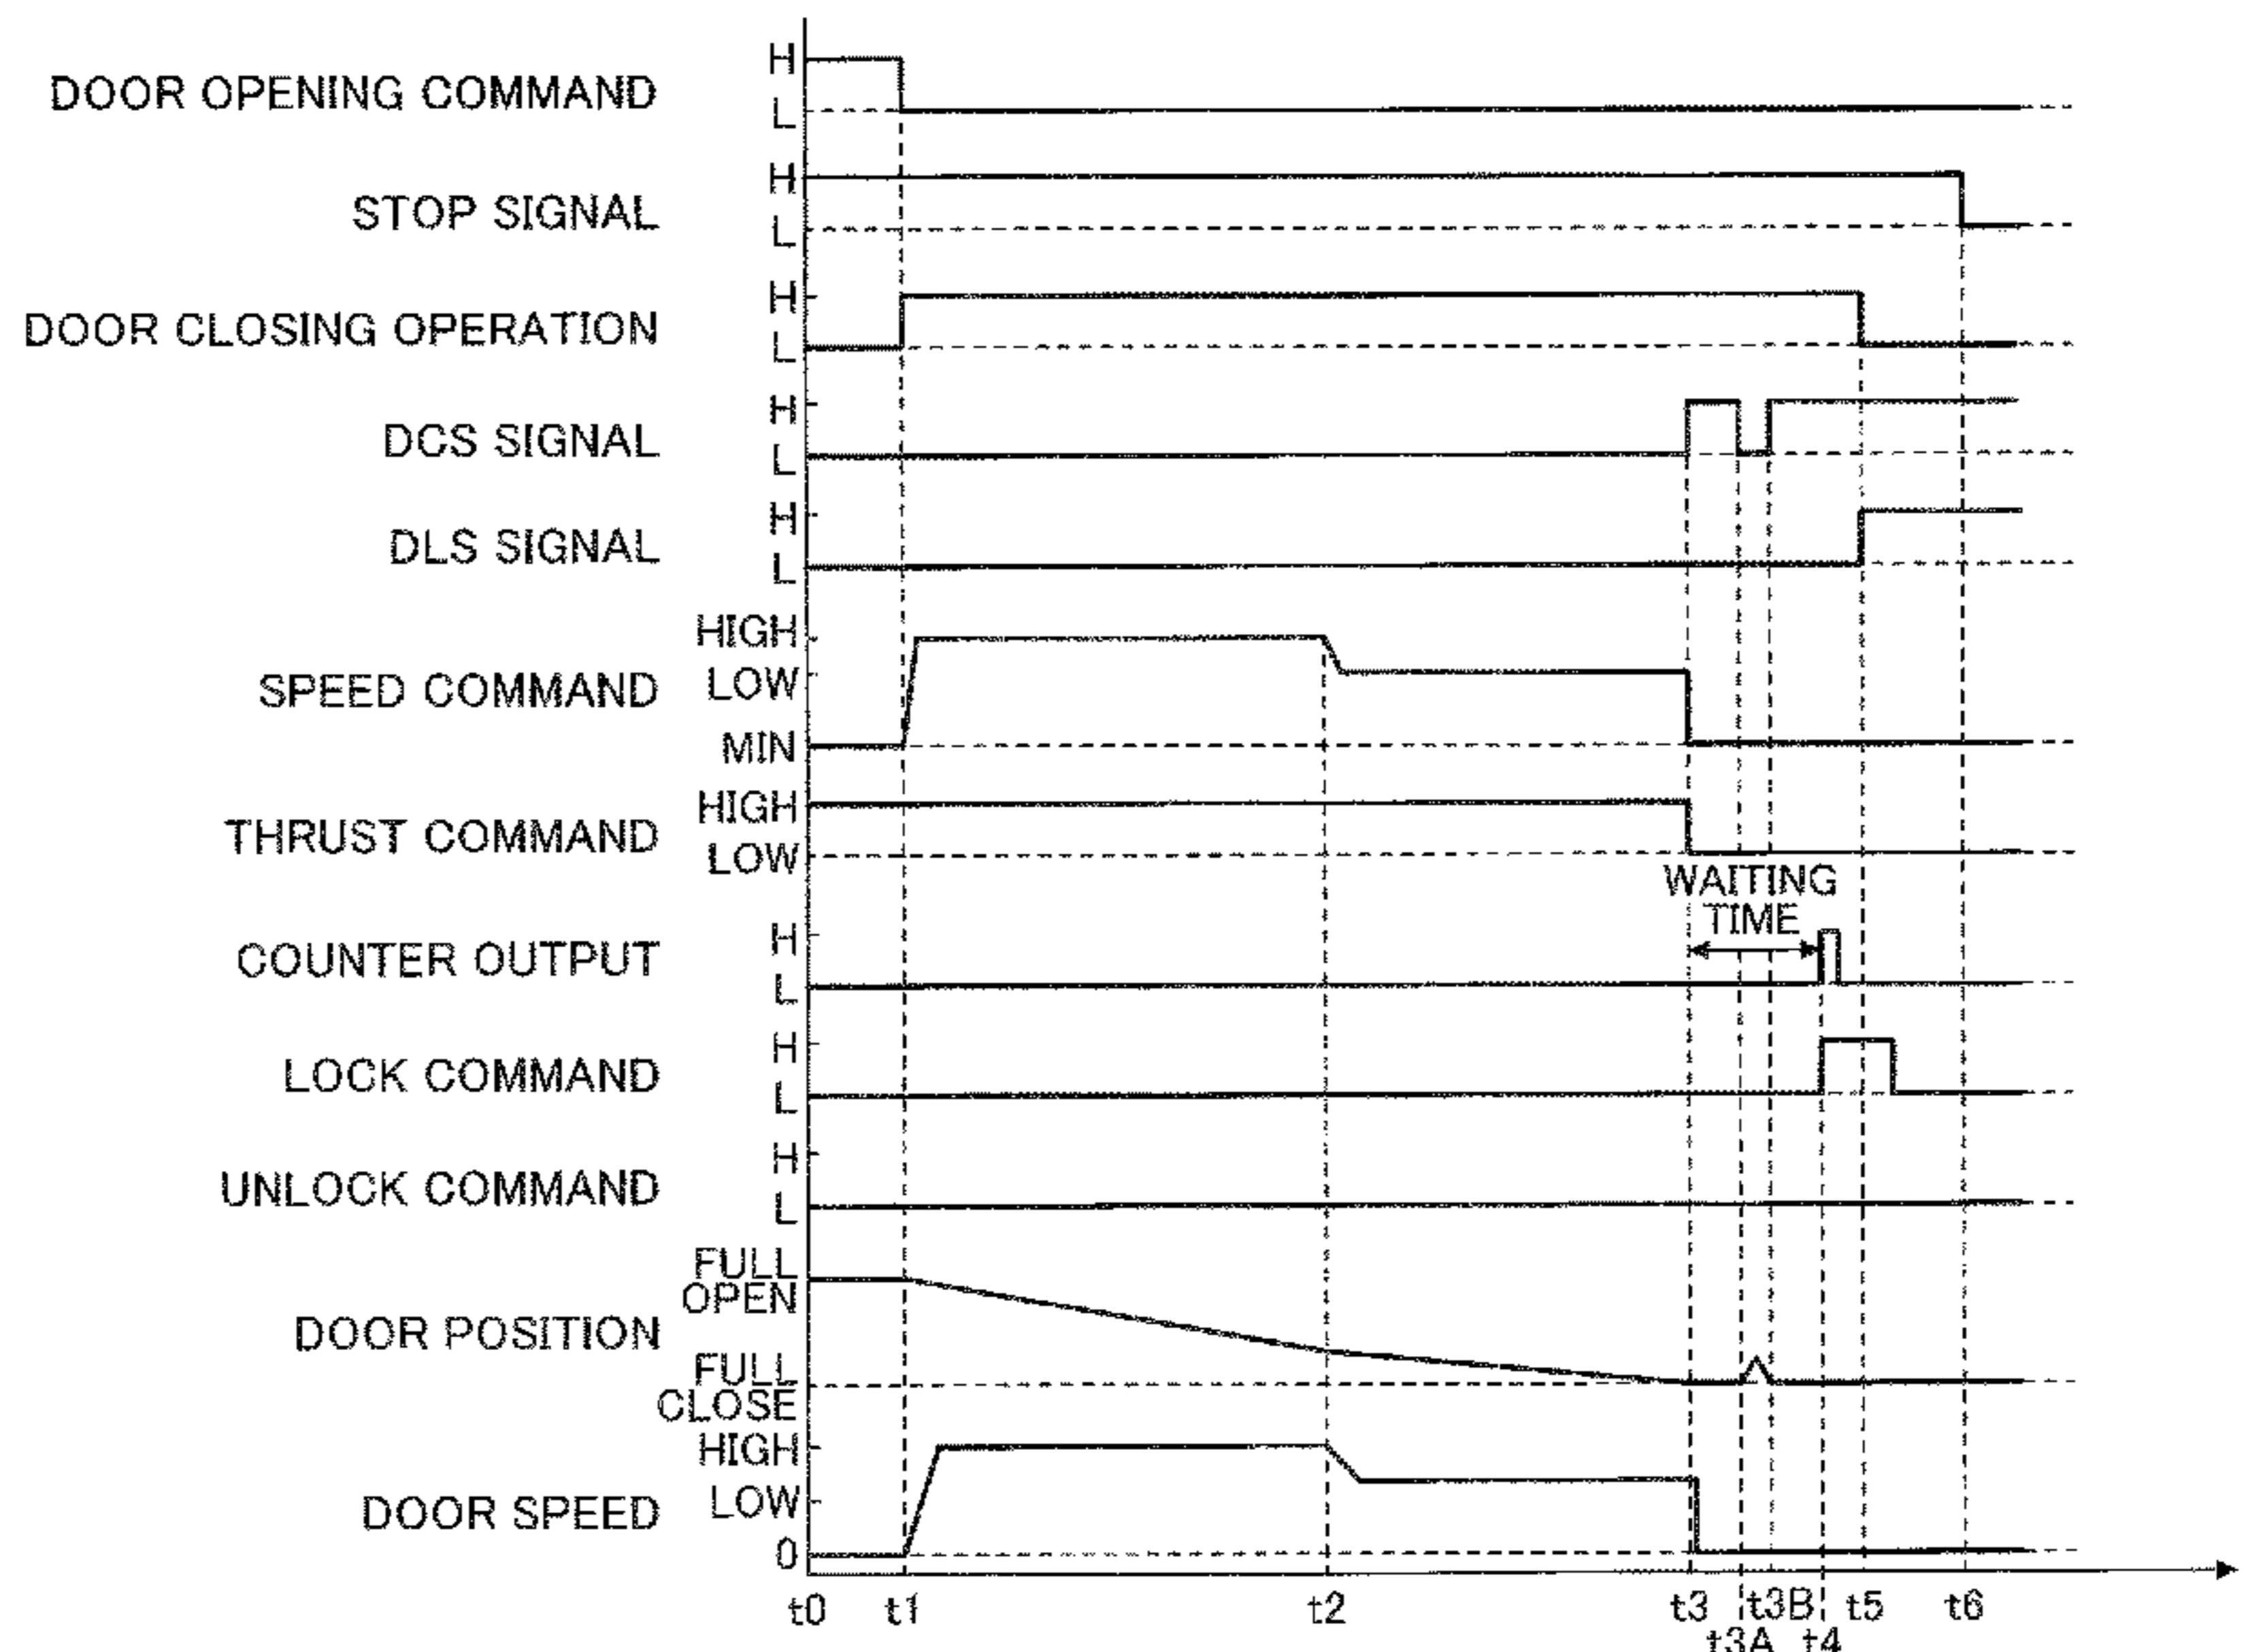 DOOR OPENING COMMAND
H
L
STOP SIGNAL
H
L
DOOR CLOSING OPERATION
H
L
DCS SIGNAL
H
L
DLS SIGNAL
H
L
SPEED COMMAND
HIGH
LOW
MIN
THRUST COMMAND
HIGH
LOW
WAITING
TIME
COUNTER OUTPUT
H
L
LOCK COMMAND
H
L
UNLOCK COMMAND
H
L
DOOR POSITION
FULL
OPEN
FULL
CLOSE
DOOR SPEED
HIGH
LOW
0
t0 t1 t2 t3 t3B t5 t6
t3A t4